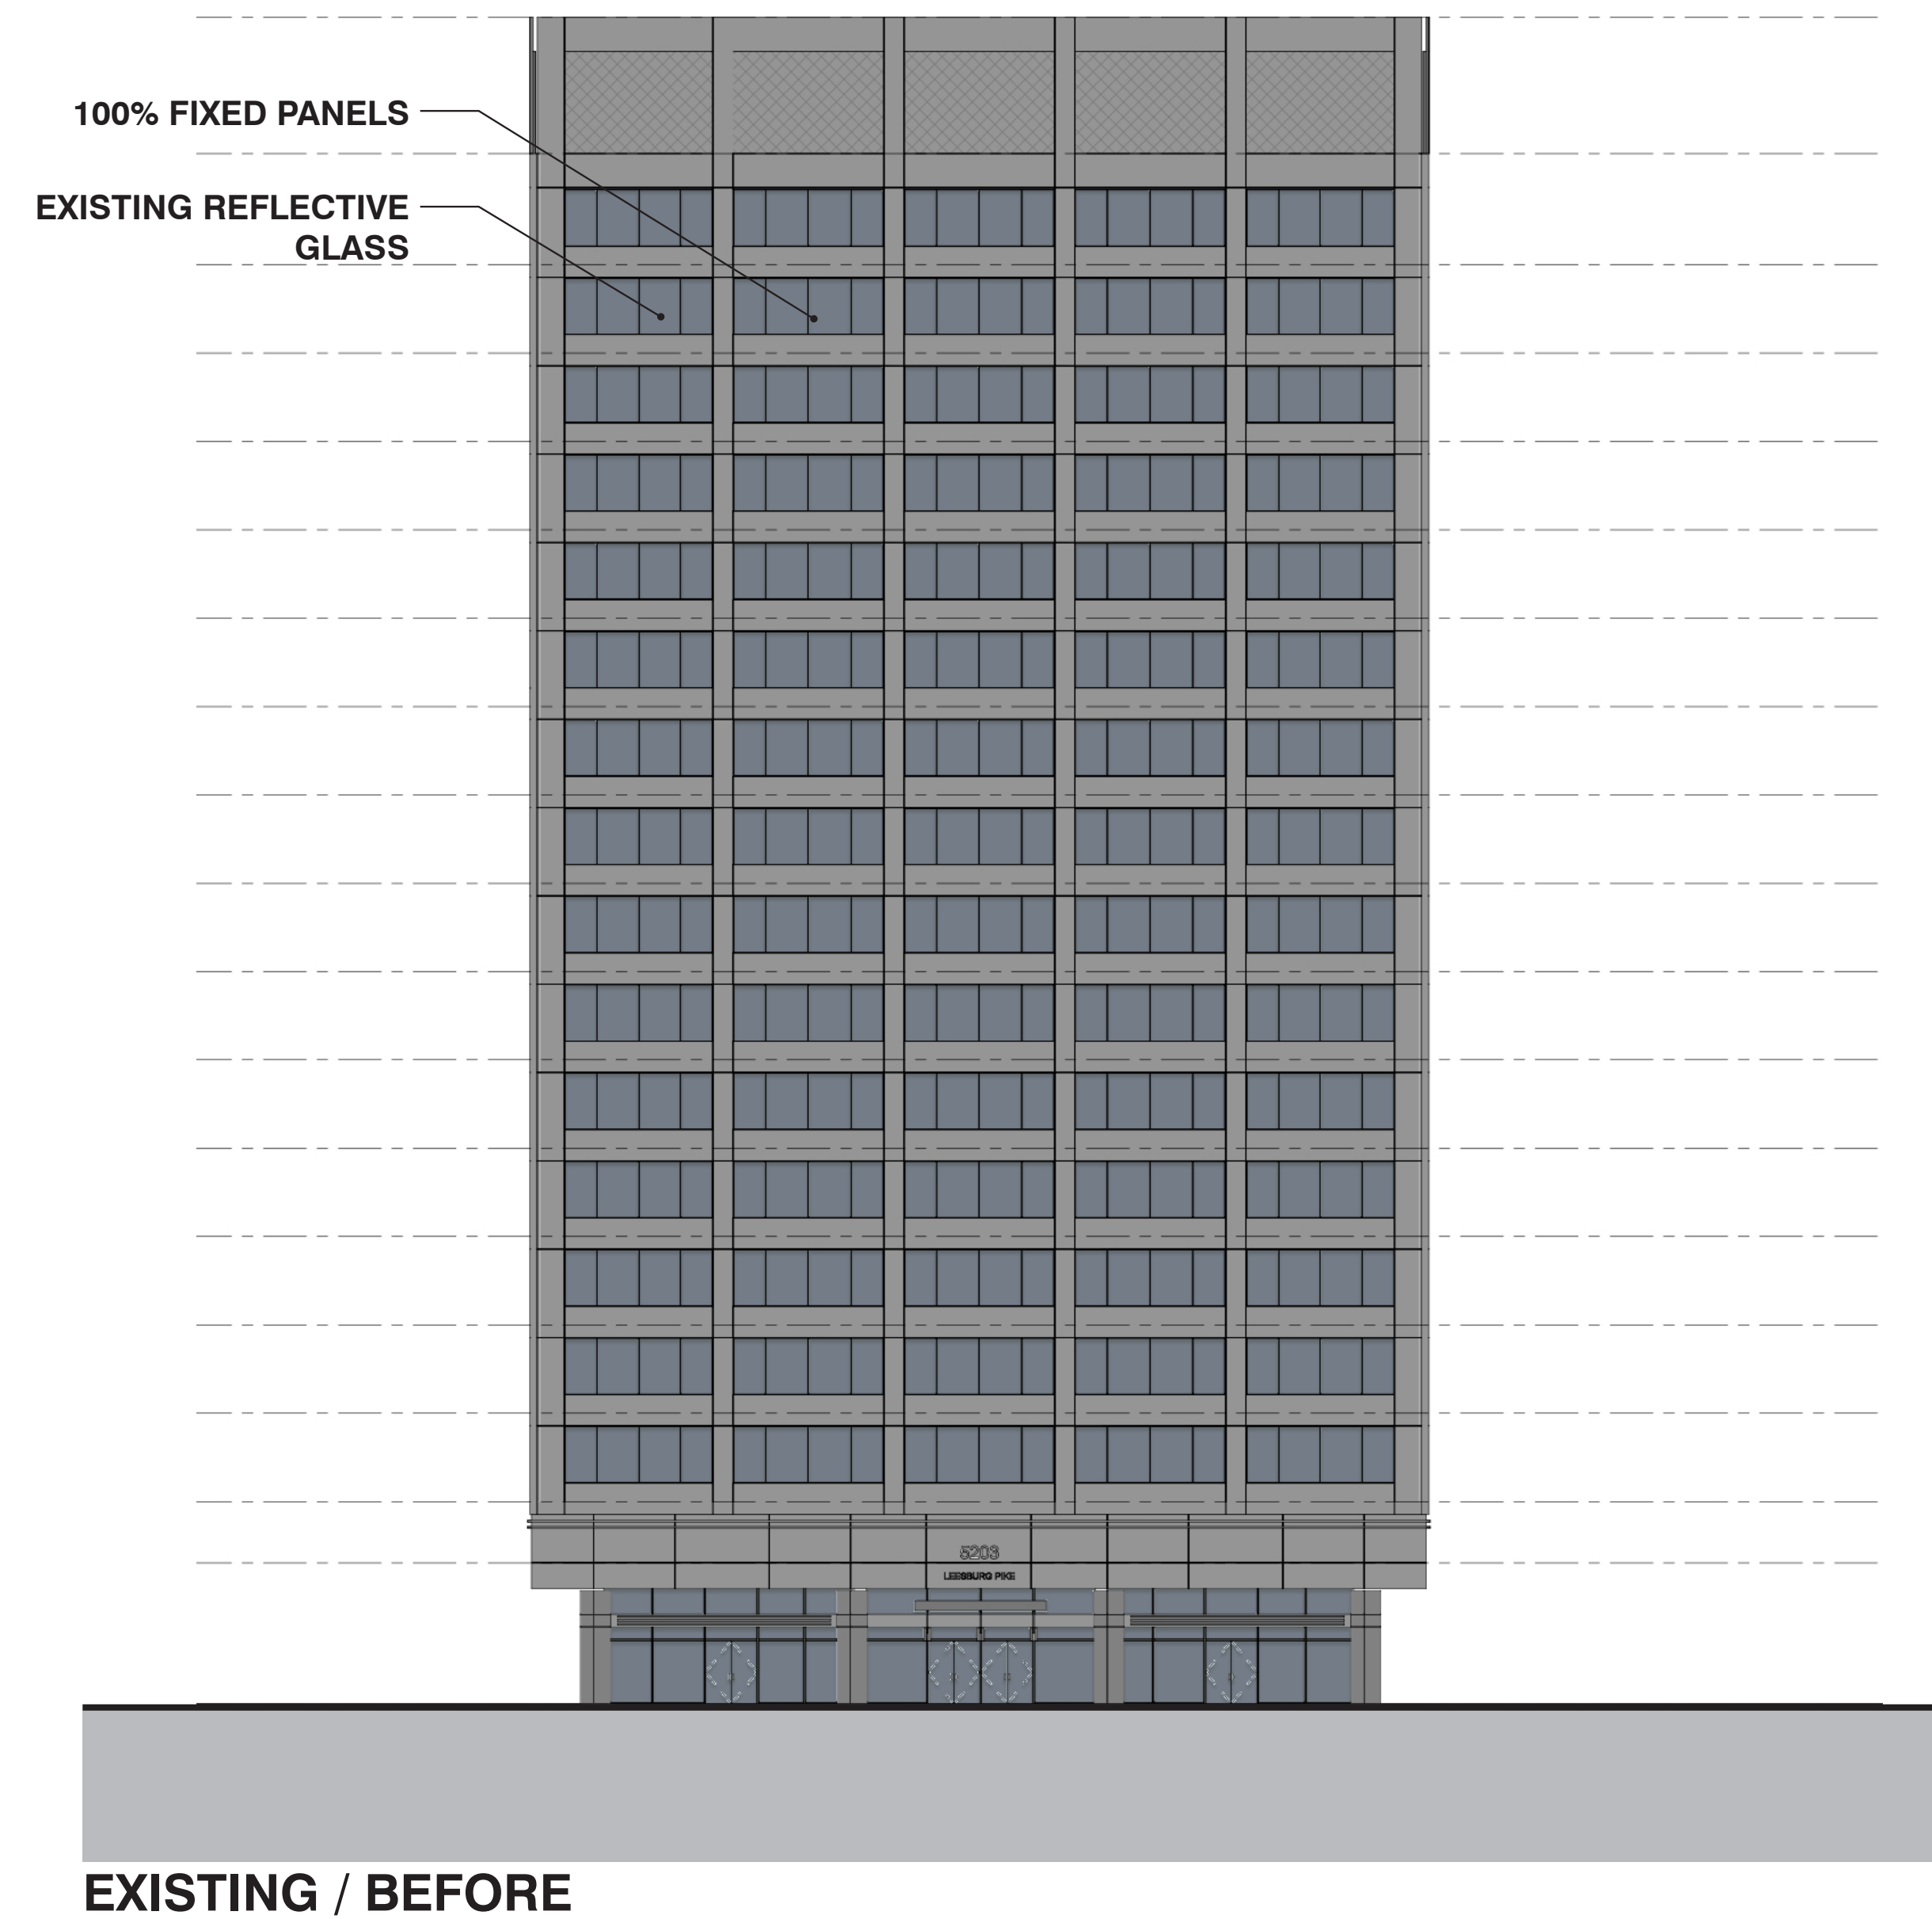 100% FIXED PANELS
EXISTING REFLECTIVE
GLASS
5203
LEESBURG PIKE
EXISTING / BEFORE